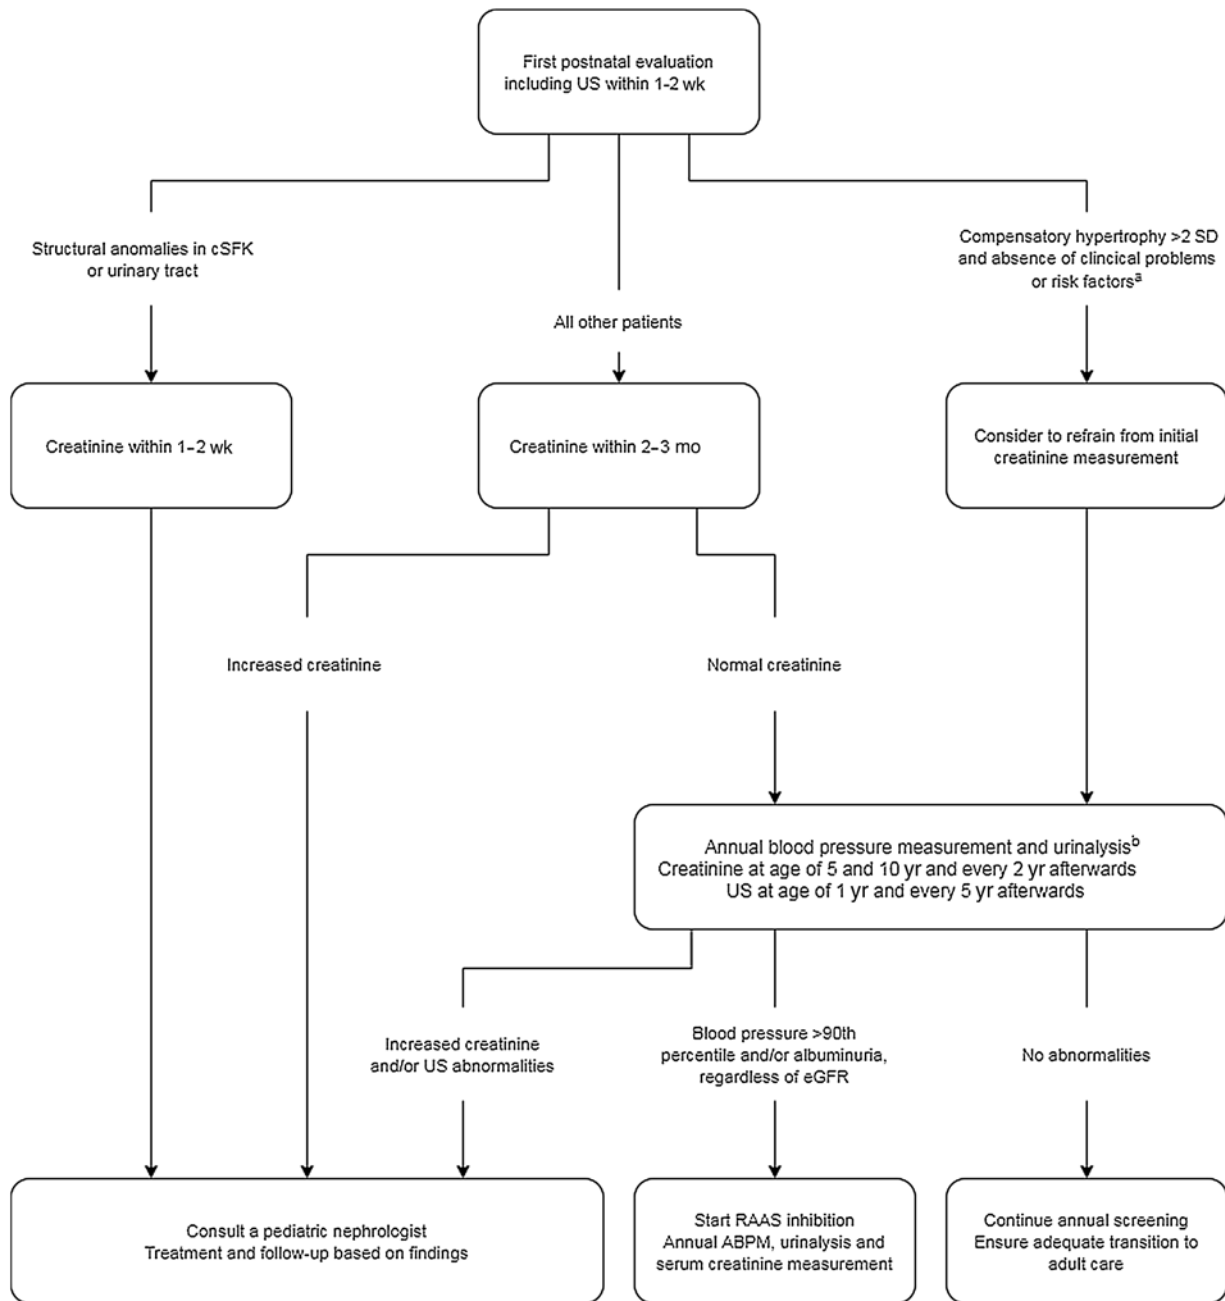 First postnatal evaluation
including US within 1-2 wk
Structural anomalies in cSFK
or urinary tract
All other patients
Compensatory hypertrophy >2 SD
and absence of clincical problems
or risk factorsᵃ
Creatinine within 1–2 wk
Creatinine within 2–3 mo
Consider to refrain from initial
creatinine measurement
Increased creatinine
Normal creatinine
Annual blood pressure measurement and urinalysisᵇ
Creatinine at age of 5 and 10 yr and every 2 yr afterwards
US at age of 1 yr and every 5 yr afterwards
Increased creatinine
and/or US abnormalities
Blood pressure >90th
percentile and/or albuminuria,
regardless of eGFR
No abnormalities
Consult a pediatric nephrologist
Treatment and follow-up based on findings
Start RAAS inhibition
Annual ABPM, urinalysis and
serum creatinine measurement
Continue annual screening
Ensure adequate transition to
adult care